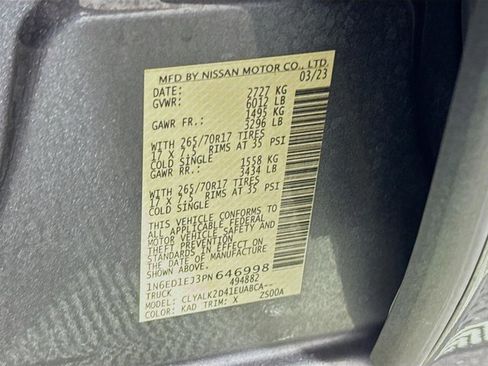 MFD BY NISSAN MOTOR CO., LTD.
DATE: 03/23
GVWR: 2727 KG
6012 LB
GAWR FR.: 1495 KG
3296 LB
WITH 265/70R17 TIRES
17 X 7.5 RIMS AT 35 PSI
COLD SINGLE
GAWR RR.: 1558 KG
3434 LB
WITH 265/70R17 TIRES
17 X 7.5 RIMS AT 35 PSI
COLD SINGLE
THIS VEHICLE CONFORMS TO
ALL APPLICABLE FEDERAL
MOTOR VEHICLE SAFETY AND
THEFT PREVENTION
STANDARDS IN EFFECT ON
THE DATE OF MANUFACTURE
SHOWN ABOVE.
1N6ED1EJ3PN646998
TRUCK 494882
MODEL: CLYALK2D41EUABCA--
COLOR: KAD TRIM: X ZS00A